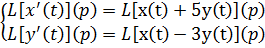 L[x'(t)](p) = L[x(t) + 5y(t)](p)
L[y'(t)](p) = L[x(t) − 3y(t)](p)